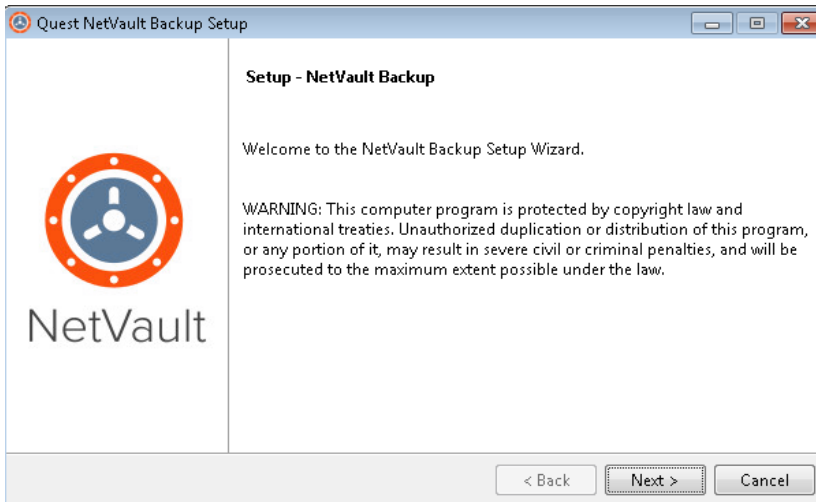 Quest NetVault Backup Setup
Setup - NetVault Backup
Welcome to the NetVault Backup Setup Wizard.
WARNING: This computer program is protected by copyright law and
international treaties. Unauthorized duplication or distribution of this program,
or any portion of it, may result in severe civil or criminal penalties, and will be
prosecuted to the maximum extent possible under the law.
NetVault
< Back
Next >
Cancel